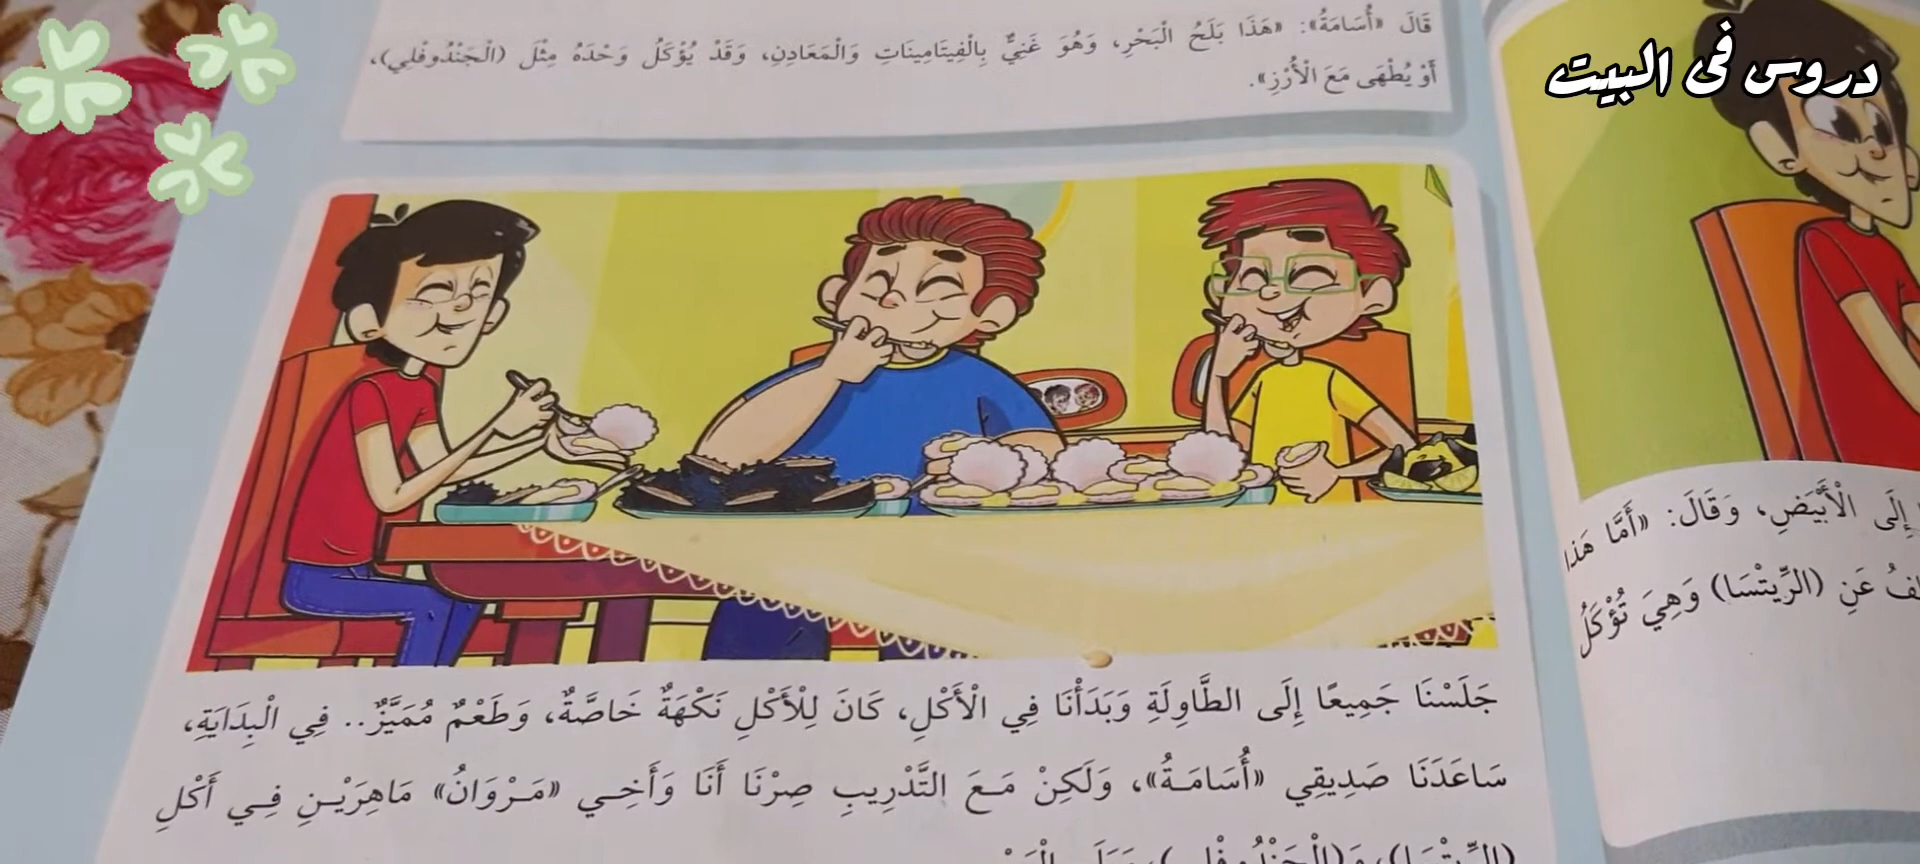 دروس فى البيت
قَالَ «أُسَامَةُ»: «هَذَا بَلَحُ الْبَحْرِ، وَهُوَ غَنِيٌّ بِالْفِيتَامِينَاتِ وَالْمَعَادِنِ، وَقَدْ يُؤْكَلُ وَحْدَهُ مِثْلَ (الْجَنْدُوفْلِي)،
أَوْ يُطْهَى مَعَ الْأُرْزِ».
جَلَسْنَا جَمِيعًا إِلَى الطَّاوِلَةِ وَبَدَأْنَا فِي الْأَكْلِ، كَانَ لِلْأَكْلِ نَكْهَةٌ خَاصَّةٌ، وَطَعْمٌ مُمَيَّزٌ.. فِي الْبِدَايَةِ،
سَاعَدَنَا صَدِيقِي «أُسَامَةُ»، وَلَكِنْ مَعَ التَّدْرِيبِ صِرْنَا أَنَا وَأَخِي «مَرْوَانُ» مَاهِرَيْنِ فِي أَكْلِ
إِلَى الْأَبْيَضِ، وَقَالَ: «أَمَّا هَذَا
عَنِ (الرِّيتْسَا) وَهِيَ تُؤْكَلُ